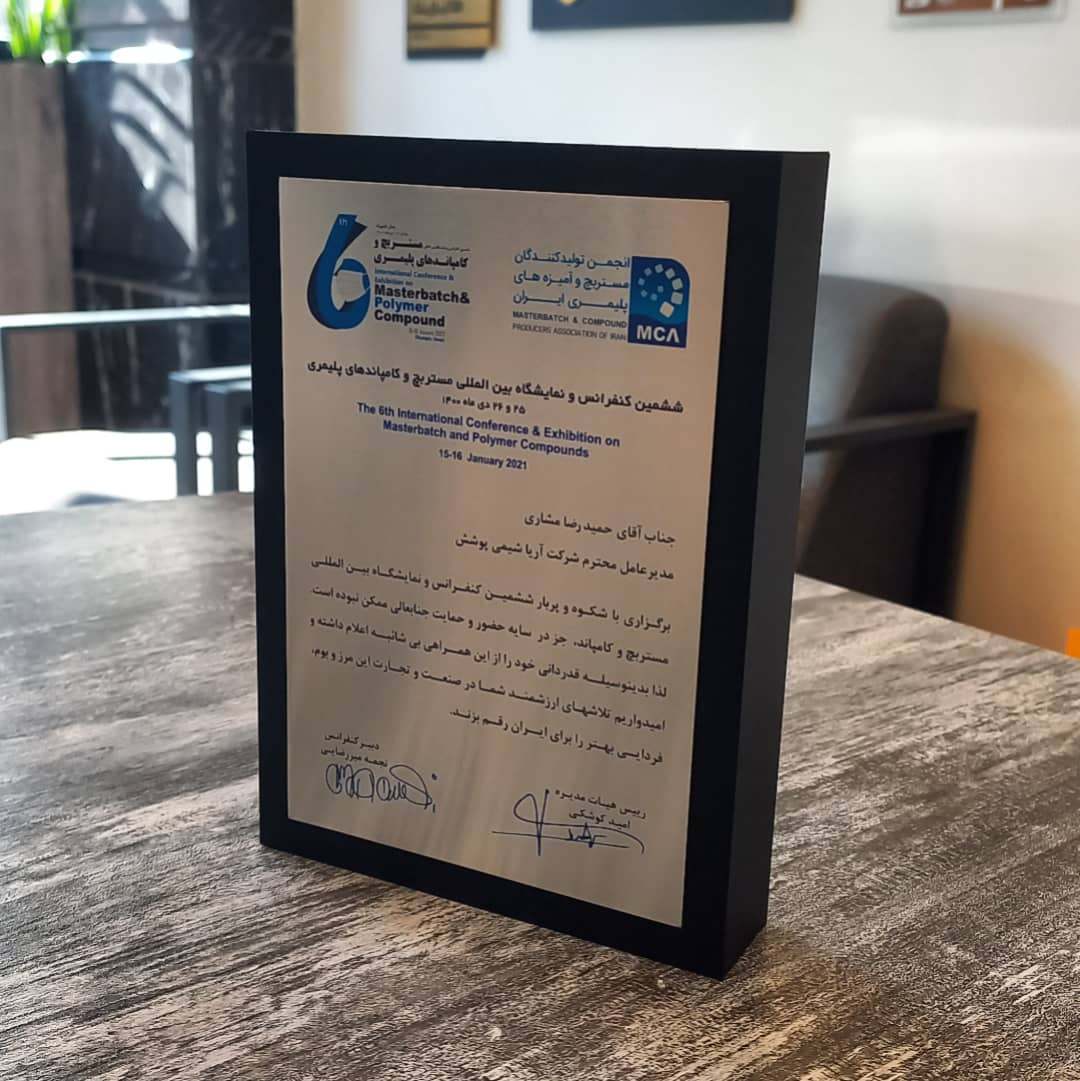 6th
مستربچ و
کامپاندهای پلیمری
International Conference &
Exhibition on
Masterbatch&
Polymer
Compound
انجمن تولیدکنندگان
مستربچ و آمیزه های
پلیمری ایران
MASTERBATCH & COMPOUND
PRODUCERS ASSOCIATION OF IRAN
MCA
ششمین کنفرانس و نمایشگاه بین المللی مستربچ و کامپاندهای پلیمری
۲۵ و ۲۶ دی ماه ۱۴۰۰
The 6th International Conference & Exhibition on
Masterbatch and Polymer Compounds
15-16 January 2021
جناب آقای حمیدرضا مشاری
مدیرعامل محترم شرکت آریا شیمی پوشش
برگزاری با شکوه و پربار ششمین کنفرانس و نمایشگاه بین المللی
مستربچ و کامپاند، جز در سایه حضور و حمایت جنابعالی ممکن نبوده است.
لذا بدینوسیله قدردانی خود را از این همراهی بی شائبه اعلام داشته و
امیدواریم تلاشهای ارزشمند شما در صنعت و تجارت این مرز و بوم،
فردایی بهتر را برای ایران رقم بزند.
رییس هیات مدیره
امید کوشکی
دبیر کنفرانس
نجمه میررضایی